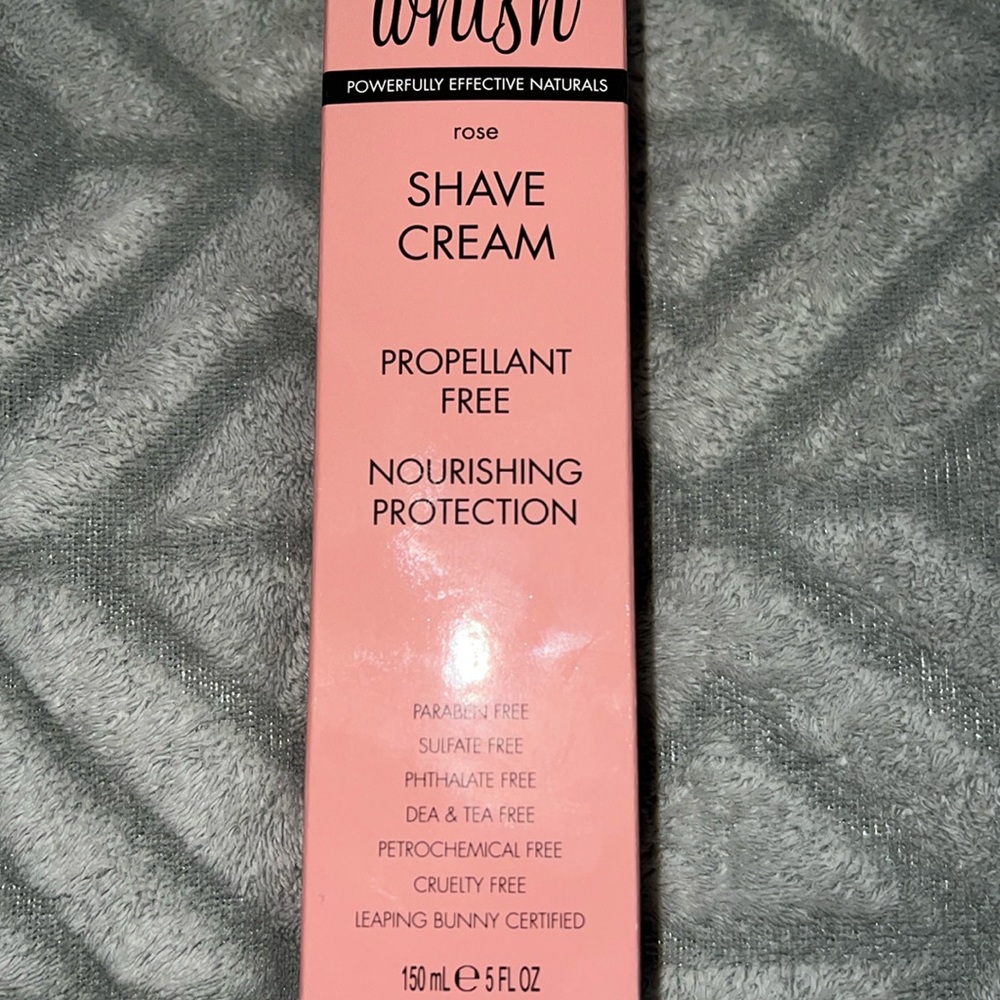 whish
POWERFULLY EFFECTIVE NATURALS
rose
SHAVE
CREAM
PROPELLANT
FREE
NOURISHING
PROTECTION
PARABEN FREE
SULFATE FREE
PHTHALATE FREE
DEA & TEA FREE
PETROCHEMICAL FREE
CRUELTY FREE
LEAPING BUNNY CERTIFIED
150 mL ℮ 5 FL OZ